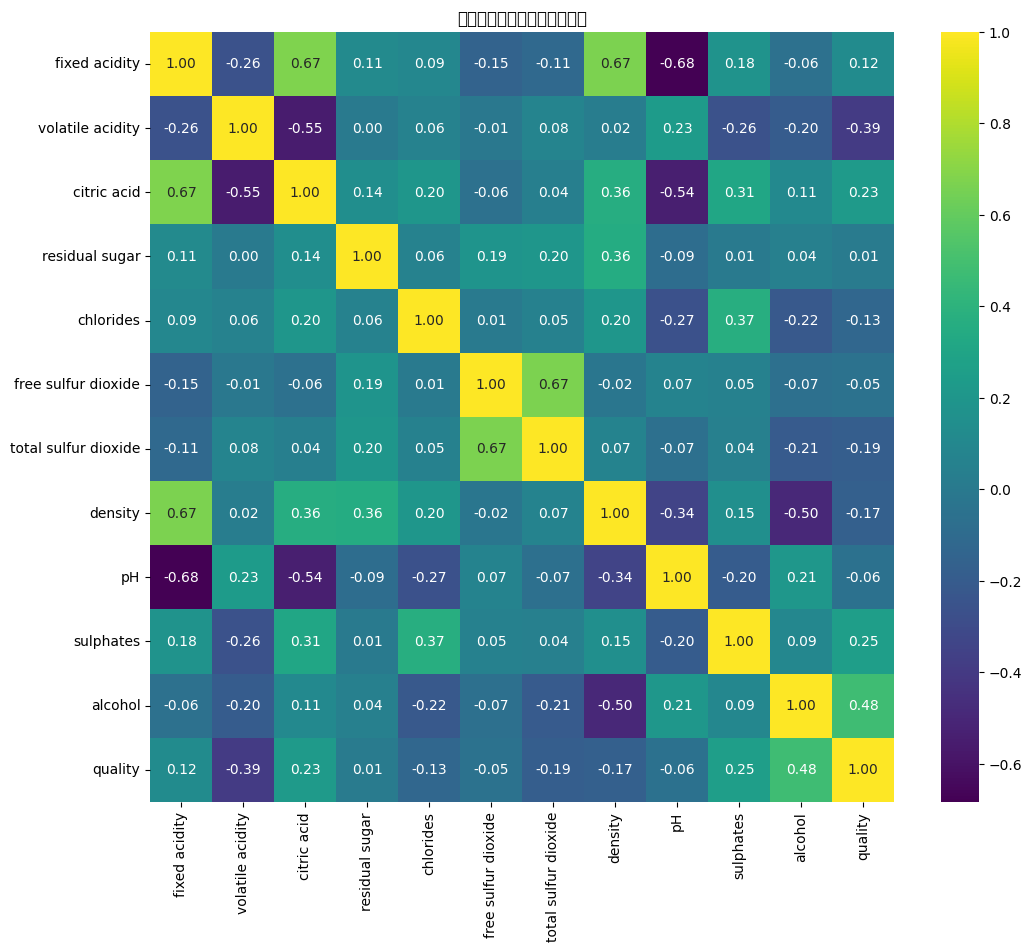 fixed acidity 1.00 -0.26 0.67 0.11 0.09 -0.15 -0.11 0.67 -0.68 0.18 -0.06 0.12
volatile acidity -0.26 1.00 -0.55 0.00 0.06 -0.01 0.08 0.02 0.23 -0.26 -0.20 -0.39
citric acid 0.67 -0.55 1.00 0.14 0.20 -0.06 0.04 0.36 -0.54 0.31 0.11 0.23
residual sugar 0.11 0.00 0.14 1.00 0.06 0.19 0.20 0.36 -0.09 0.01 0.04 0.01
chlorides 0.09 0.06 0.20 0.06 1.00 0.01 0.05 0.20 -0.27 0.37 -0.22 -0.13
free sulfur dioxide -0.15 -0.01 -0.06 0.19 0.01 1.00 0.67 -0.02 0.07 0.05 -0.07 -0.05
total sulfur dioxide -0.11 0.08 0.04 0.20 0.05 0.67 1.00 0.07 -0.07 0.04 -0.21 -0.19
density 0.67 0.02 0.36 0.36 0.20 -0.02 0.07 1.00 -0.34 0.15 -0.50 -0.17
pH -0.68 0.23 -0.54 -0.09 -0.27 0.07 -0.07 -0.34 1.00 -0.20 0.21 -0.06
sulphates 0.18 -0.26 0.31 0.01 0.37 0.05 0.04 0.15 -0.20 1.00 0.09 0.25
alcohol -0.06 -0.20 0.11 0.04 -0.22 -0.07 -0.21 -0.50 0.21 0.09 1.00 0.48
quality 0.12 -0.39 0.23 0.01 -0.13 -0.05 -0.19 -0.17 -0.06 0.25 0.48 1.00
fixed acidity volatile acidity citric acid residual sugar chlorides free sulfur dioxide total sulfur dioxide density pH sulphates alcohol quality
1.0
0.8
0.6
0.4
0.2
0.0
−0.2
−0.4
−0.6